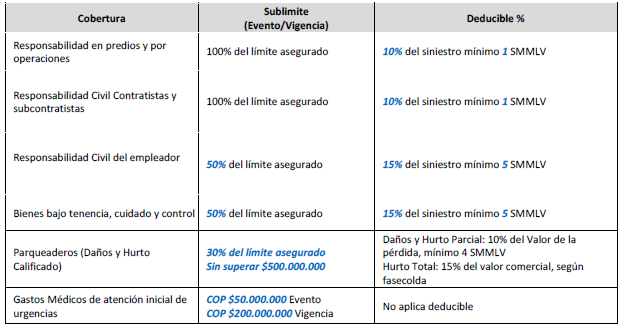 Cobertura
Sublimite
(Evento/Vigencia)
Deducible %
Responsabilidad en predios y por
operaciones
100% del límite asegurado
10% del siniestro mínimo 1 SMMLV
Responsabilidad Civil Contratistas y
subcontratistas
100% del límite asegurado
10% del siniestro mínimo 1 SMMLV
Responsabilidad Civil del empleador
50% del límite asegurado
15% del siniestro mínimo 5 SMMLV
Bienes bajo tenencia, cuidado y control
50% del límite asegurado
15% del siniestro mínimo 5 SMMLV
Parqueaderos (Daños y Hurto
Calificado)
30% del límite asegurado
Sin superar $500.000.000
Daños y Hurto Parcial: 10% del Valor de la
pérdida, mínimo 4 SMMLV
Hurto Total: 15% del valor comercial, según
fasecolda
Gastos Médicos de atención inicial de
urgencias
COP $50.000.000 Evento
COP $200.000.000 Vigencia
No aplica deducible